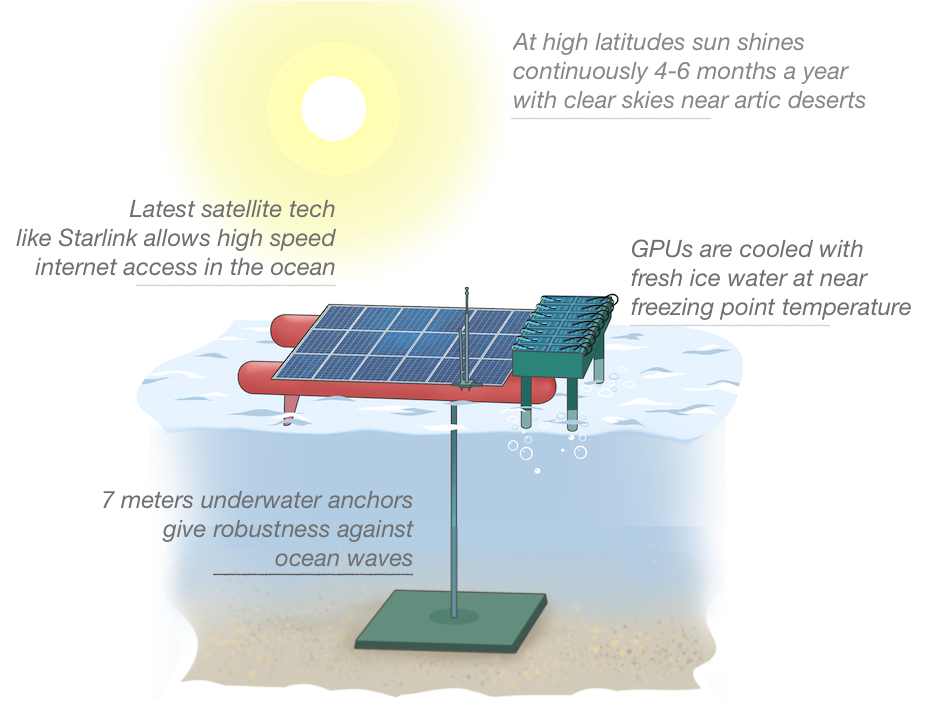 At high latitudes sun shines
continuously 4-6 months a year
with clear skies near artic deserts
Latest satellite tech
like Starlink allows high speed
internet access in the ocean
GPUs are cooled with
fresh ice water at near
freezing point temperature
7 meters underwater anchors
give robustness against
ocean waves